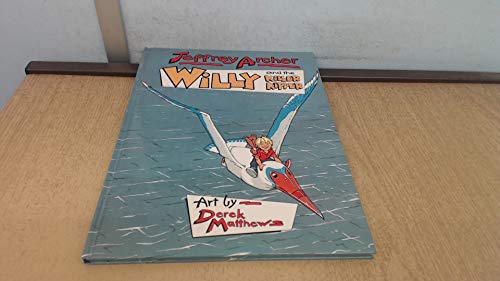 Jeffrey Archer
WILLY and the
KILLER
KIPPER
Art by
Derek
Matthews